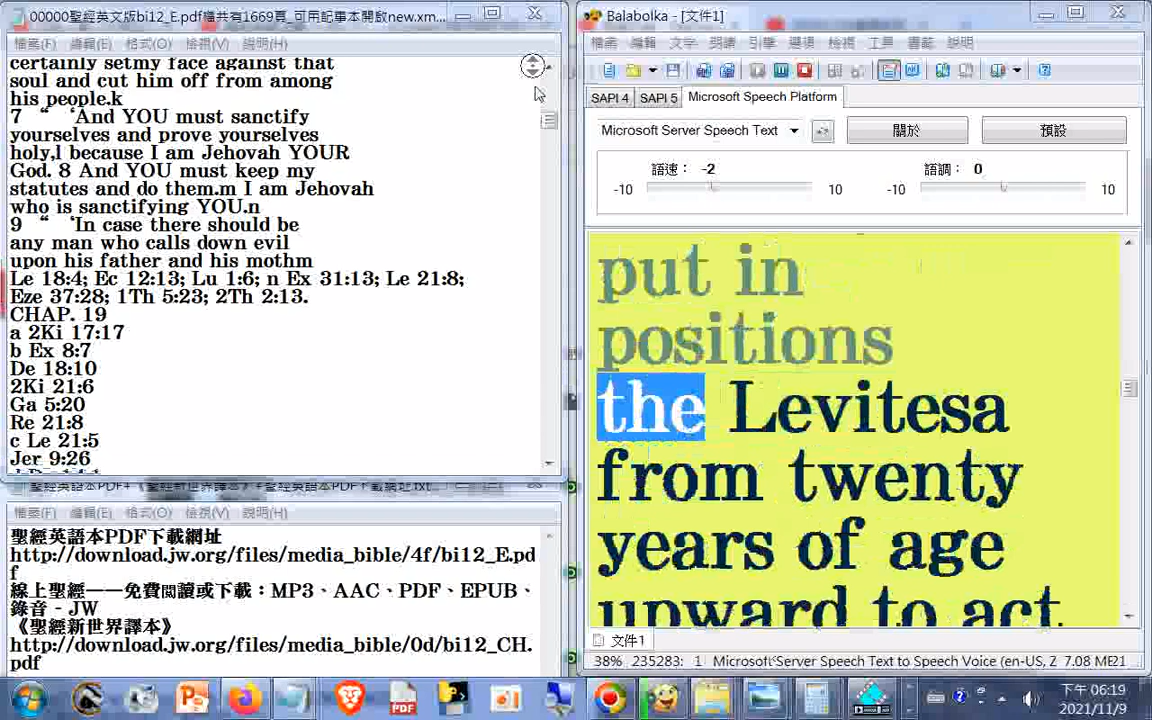 00000聖經英文版bi12_E.pdf檔共有1669頁_可用記事本開啟new.xm...
檔案(F) 編輯(E) 格式(O) 檢視(V) 說明(H)
certainly setmy face against that
soul and cut him off from among
his people.k
7 “ ‘And YOU must sanctify
yourselves and prove yourselves
holy,l because I am Jehovah YOUR
God. 8 And YOU must keep my
statutes and do them.m I am Jehovah
who is sanctifying YOU.n
9 “ ‘In case there should be
any man who calls down evil
upon his father and his mothm
Le 18:4; Ec 12:13; Lu 1:6; n Ex 31:13; Le 21:8;
Eze 37:28; 1Th 5:23; 2Th 2:13.
CHAP. 19
a 2Ki 17:17
b Ex 8:7
De 18:10
2Ki 21:6
Ga 5:20
Re 21:8
c Le 21:5
Jer 9:26
檔案(F) 編輯(E) 格式(O) 檢視(V) 說明(H)
聖經英語本PDF下載網址
http://download.jw.org/files/media_bible/4f/bi12_E.pd
f
線上聖經——免費閱讀或下載：MP3、AAC、PDF、EPUB、
錄音 - JW
《聖經新世界譯本》
http://download.jw.org/files/media_bible/0d/bi12_CH.
pdf
Balabolka - [文件1]
檔案 編輯 文字 閱讀 引擎 選項 檢視 工具 書籤 說明
SAPI 4 SAPI 5 Microsoft Speech Platform
Microsoft Server Speech Text 關於 預設
語速： -2 語調： 0
-10 10 -10 10
put in
positions
the Levitesa
from twenty
years of age
upward to act
文件1
38% 235283: 1 Microsoft Server Speech Text to Speech Voice (en-US, Z 7.08 ME21
下午 06:19
2021/11/9